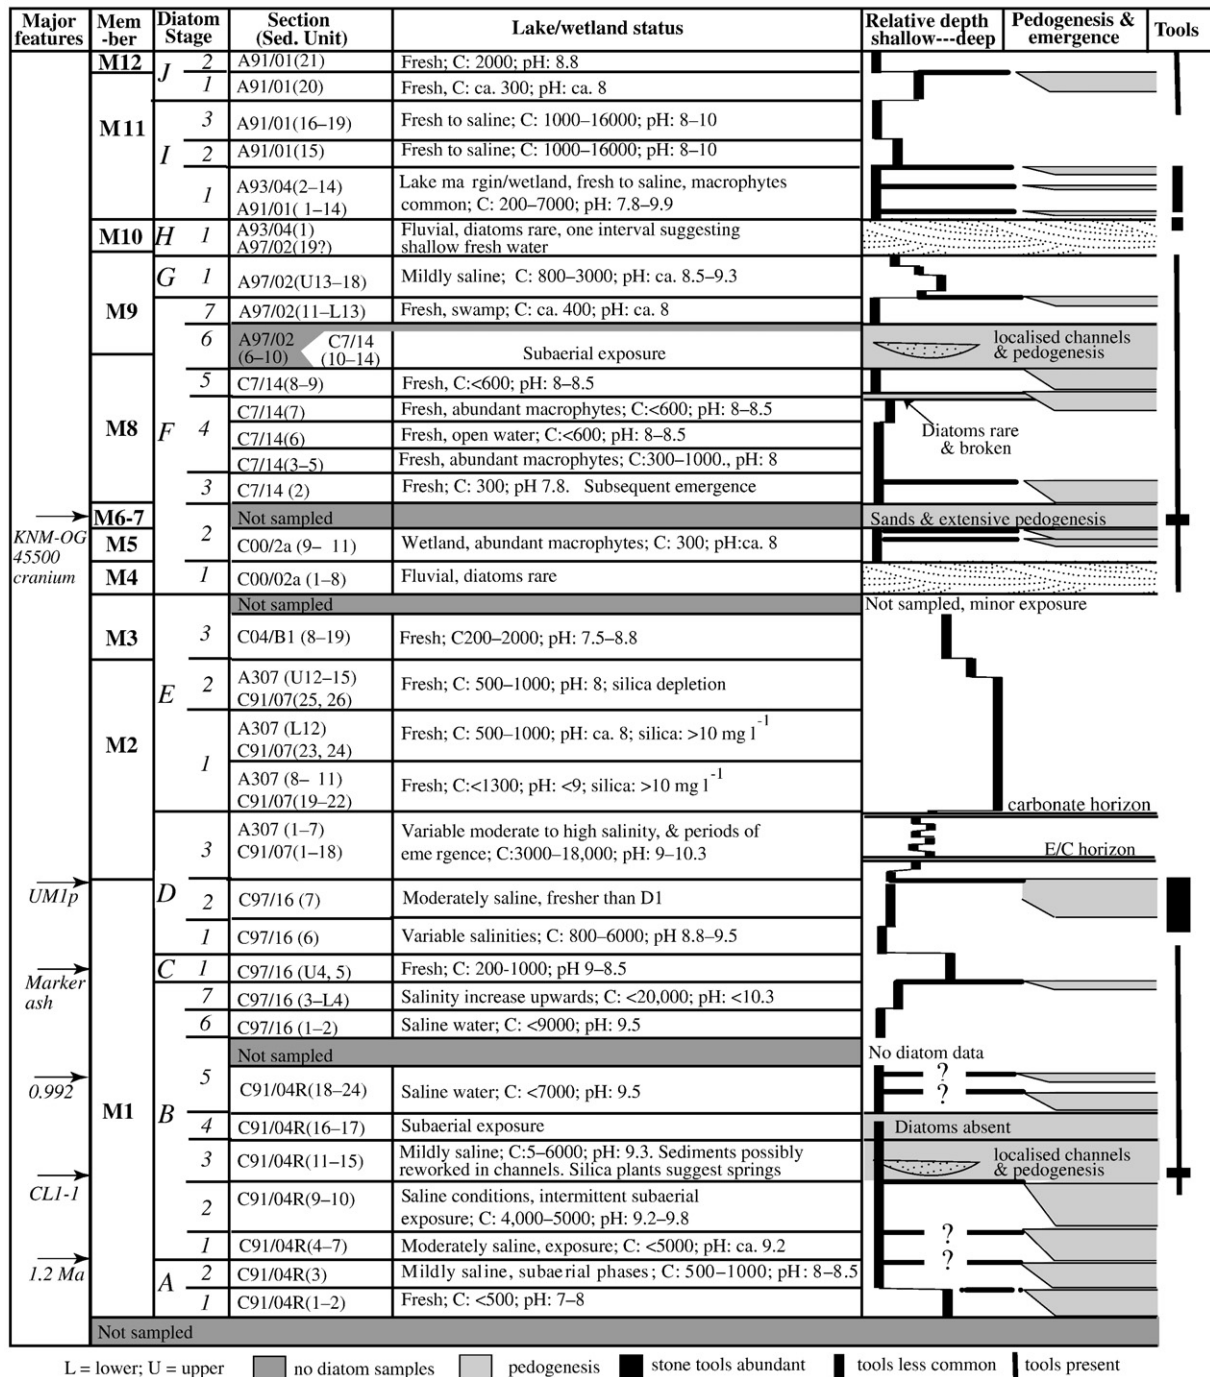 Major features
Mem-ber
Diatom Stage
Section (Sed. Unit)
Lake/wetland status
Relative depth shallow---deep
Pedogenesis & emergence
Tools
M12 J 2 A91/01(21) Fresh; C: 2000; pH: 8.8
1 A91/01(20) Fresh, C: ca. 300; pH: ca. 8
M11 I 3 A91/01(16–19) Fresh to saline; C: 1000–16000; pH: 8–10
2 A91/01(15) Fresh to saline; C: 1000–16000; pH: 8–10
1 A93/04(2–14) Lake ma rgin/wetland, fresh to saline, macrophytes
A91/01( 1–14) common; C: 200–7000; pH: 7.8–9.9
M10 H 1 A93/04(1) Fluvial, diatoms rare, one interval suggesting
A97/02(19?) shallow fresh water
M9 G 1 A97/02(U13–18) Mildly saline; C: 800–3000; pH: ca. 8.5–9.3
7 A97/02(11–L13) Fresh, swamp; C: ca. 400; pH: ca. 8
6 A97/02 C7/14 localised channels
(6–10) (10–14) Subaerial exposure & pedogenesis
M8 F 5 C7/14(8–9) Fresh, C:<600; pH: 8–8.5
4 C7/14(7) Fresh, abundant macrophytes; C:<600; pH: 8–8.5
C7/14(6) Fresh, open water; C:<600; pH: 8–8.5
Diatoms rare
& broken
C7/14(3–5) Fresh, abundant macrophytes; C:300–1000., pH: 8
3 C7/14 (2) Fresh; C: 300; pH 7.8. Subsequent emergence
M6-7 Not sampled Sands & extensive pedogenesis
KNM-OG
45500
cranium
M5 2 C00/2a (9– 11) Wetland, abundant macrophytes; C: 300; pH:ca. 8
M4 1 C00/02a (1–8) Fluvial, diatoms rare
Not sampled Not sampled, minor exposure
M3 E 3 C04/B1 (8–19) Fresh; C200–2000; pH: 7.5–8.8
M2 2 A307 (U12–15) Fresh; C: 500–1000; pH: 8; silica depletion
C91/07(25, 26)
1 A307 (L12) Fresh; C: 500–1000; pH: ca. 8; silica: >10 mg l-1
C91/07(23, 24)
A307 (8– 11) Fresh; C:<1300; pH: <9; silica: >10 mg l-1
C91/07(19–22)
carbonate horizon
D 3 A307 (1–7) Variable moderate to high salinity, & periods of
C91/07(1–18) eme rgence; C:3000–18,000; pH: 9–10.3
E/C horizon
UM1p
2 C97/16 (7) Moderately saline, fresher than D1
1 C97/16 (6) Variable salinities; C: 800–6000; pH 8.8–9.5
Marker
ash
C 1 C97/16 (U4, 5) Fresh; C: 200-1000; pH 9–8.5
M1 B 7 C97/16 (3–L4) Salinity increase upwards; C: <20,000; pH: <10.3
6 C97/16 (1–2) Saline water; C: <9000; pH: 9.5
Not sampled No diatom data
0.992
5 C91/04R(18–24) Saline water; C: <7000; pH: 9.5
?
?
4 C91/04R(16–17) Subaerial exposure Diatoms absent
3 C91/04R(11–15) Mildly saline; C:5–6000; pH: 9.3. Sediments possibly
reworked in channels. Silica plants suggest springs
localised channels
& pedogenesis
CL1-1
2 C91/04R(9–10) Saline conditions, intermittent subaerial
exposure; C: 4,000–5000; pH: 9.2–9.8
1 C91/04R(4–7) Moderately saline, exposure; C: <5000; pH: ca. 9.2
?
?
1.2 Ma
A 2 C91/04R(3) Mildly saline, subaerial phases; C: 500–1000; pH: 8–8.5
1 C91/04R(1–2) Fresh; C: <500; pH: 7–8
Not sampled
L = lower; U = upper no diatom samples pedogenesis stone tools abundant tools less common tools present